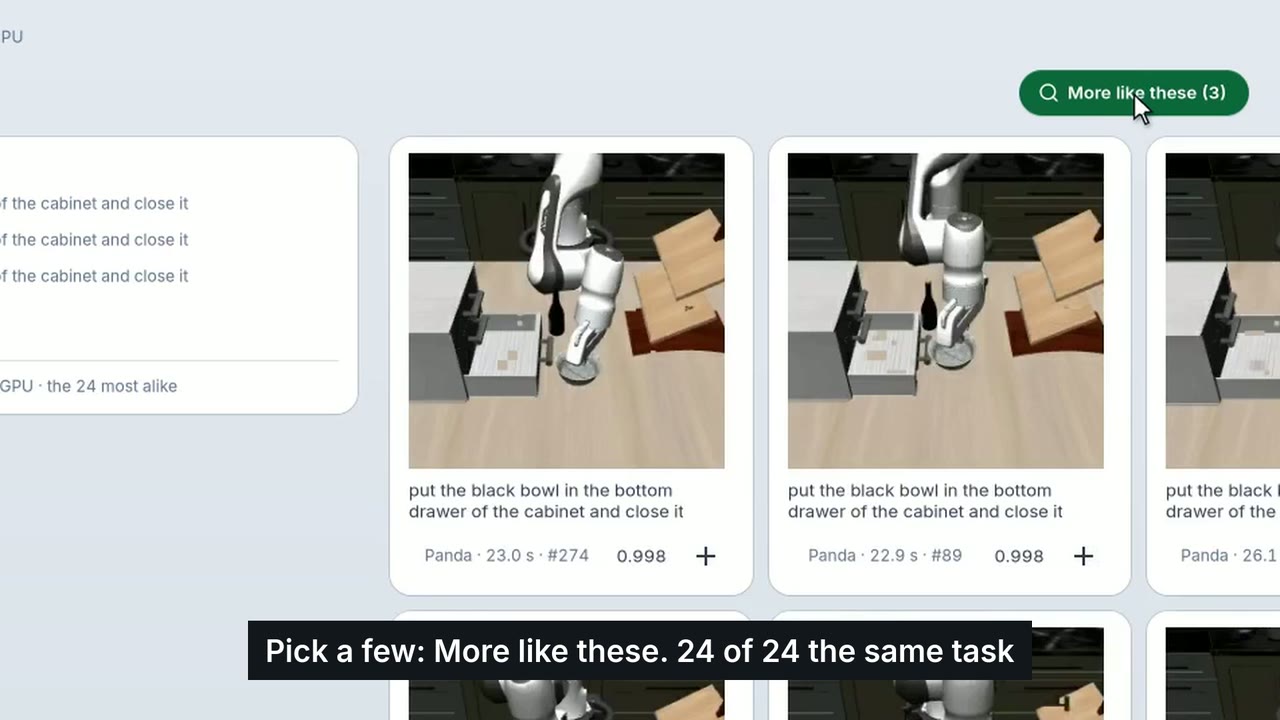 PU
More like these (3)
of the cabinet and close it
of the cabinet and close it
of the cabinet and close it
GPU · the 24 most alike
put the black bowl in the bottom
drawer of the cabinet and close it
Panda · 23.0 s · #274 0.998 +
put the black bowl in the bottom
drawer of the cabinet and close it
Panda · 22.9 s · #89 0.998 +
put the black
drawer of the
Panda · 26.1
Pick a few: More like these. 24 of 24 the same task